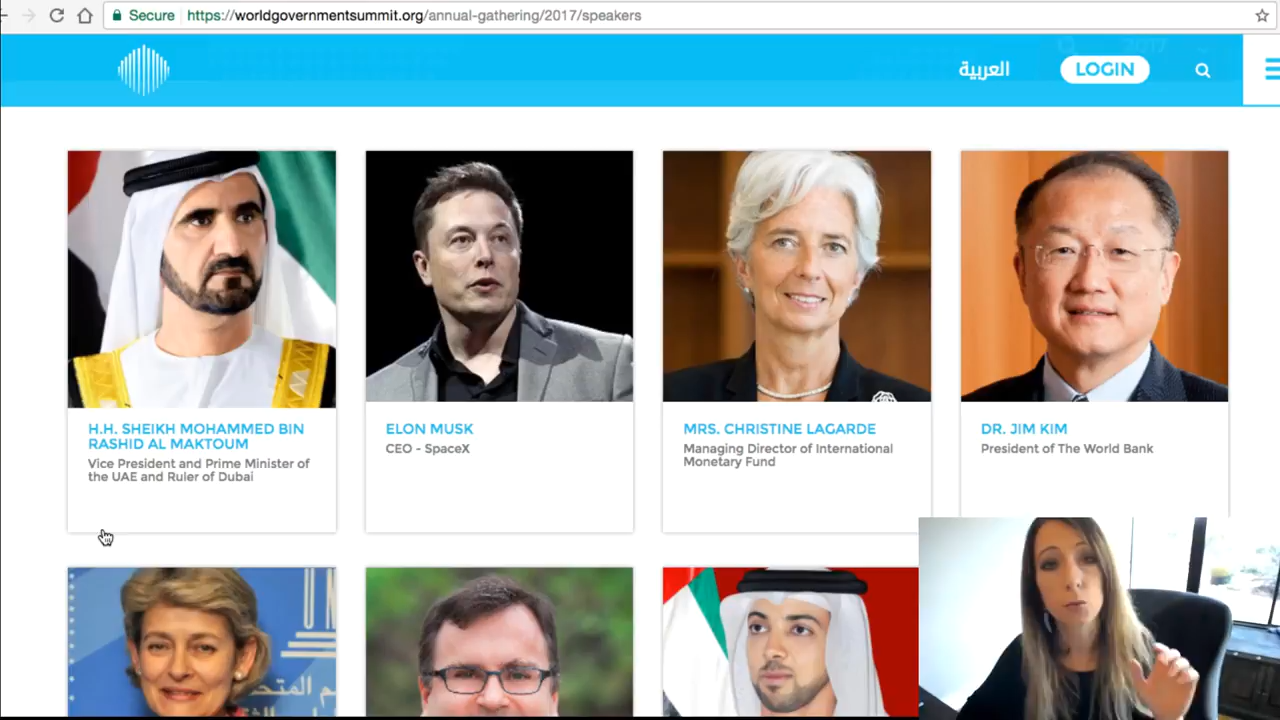 Secure https://worldgovernmentsummit.org/annual-gathering/2017/speakers
2017
العربية
LOGIN
H.H. SHEIKH MOHAMMED BIN
RASHID AL MAKTOUM
Vice President and Prime Minister of
the UAE and Ruler of Dubai
ELON MUSK
CEO - SpaceX
MRS. CHRISTINE LAGARDE
Managing Director of International
Monetary Fund
DR. JIM KIM
President of The World Bank